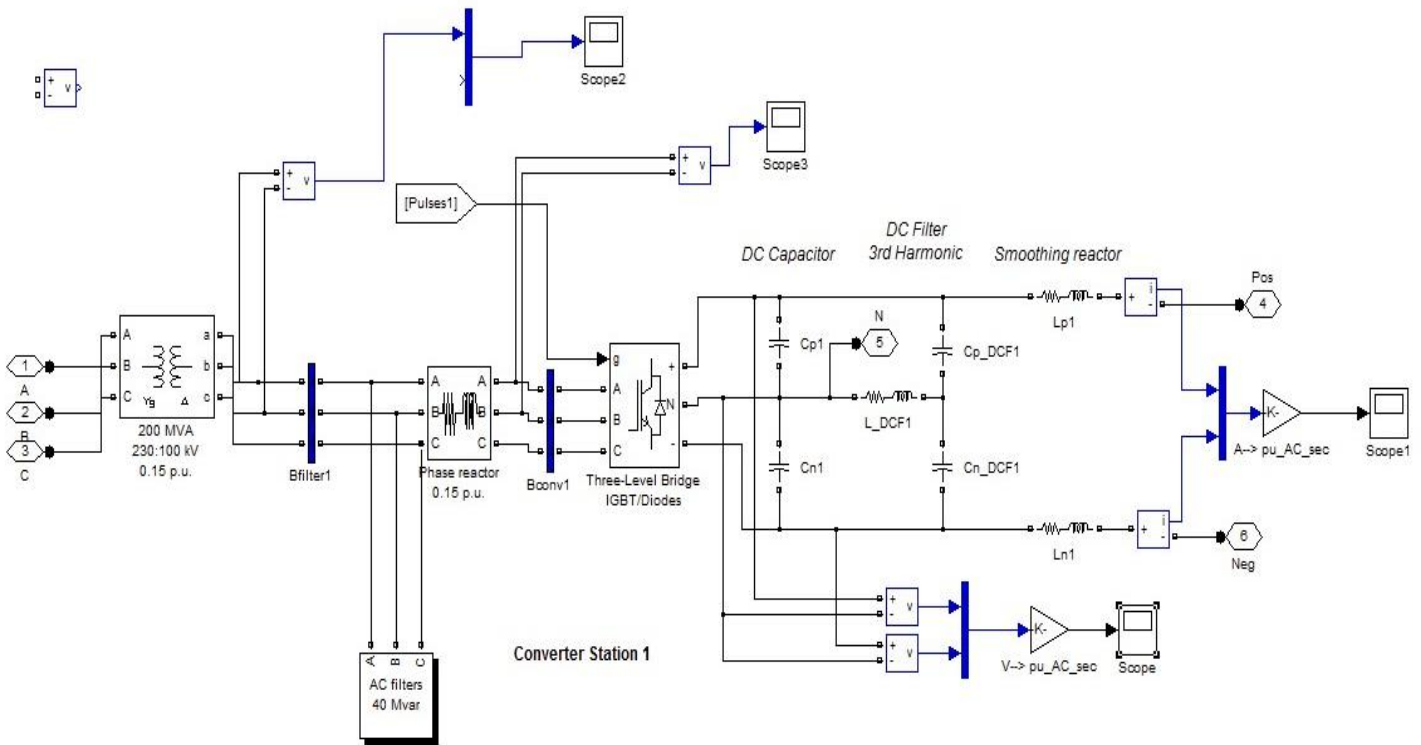 +
-
v
Scope2
Scope3
+
-
v
+
-
v
[Pulses1]
DC Capacitor
DC Filter
3rd Harmonic
Smoothing reactor
Pos
4
i
+
-
Lp1
N
5
Cp1
Cp_DCF1
L_DCF1
g
A
B
C
+
N
-
1
A
2
B
3
C
A
B
C
a
b
c
Yg
Δ
200 MVA
230:100 kV
0.15 p.u.
Bfilter1
A
B
C
A
B
C
Phase reactor
0.15 p.u.
Bconv1
Three-Level Bridge
IGBT/Diodes
Cn1
Cn_DCF1
K-
A--> pu_AC_sec
Scope1
Ln1
i
+
-
6
Neg
+
-
v
+
-
v
K-
V--> pu_AC_sec
Scope
Converter Station 1
A
B
C
AC filters
40 Mvar